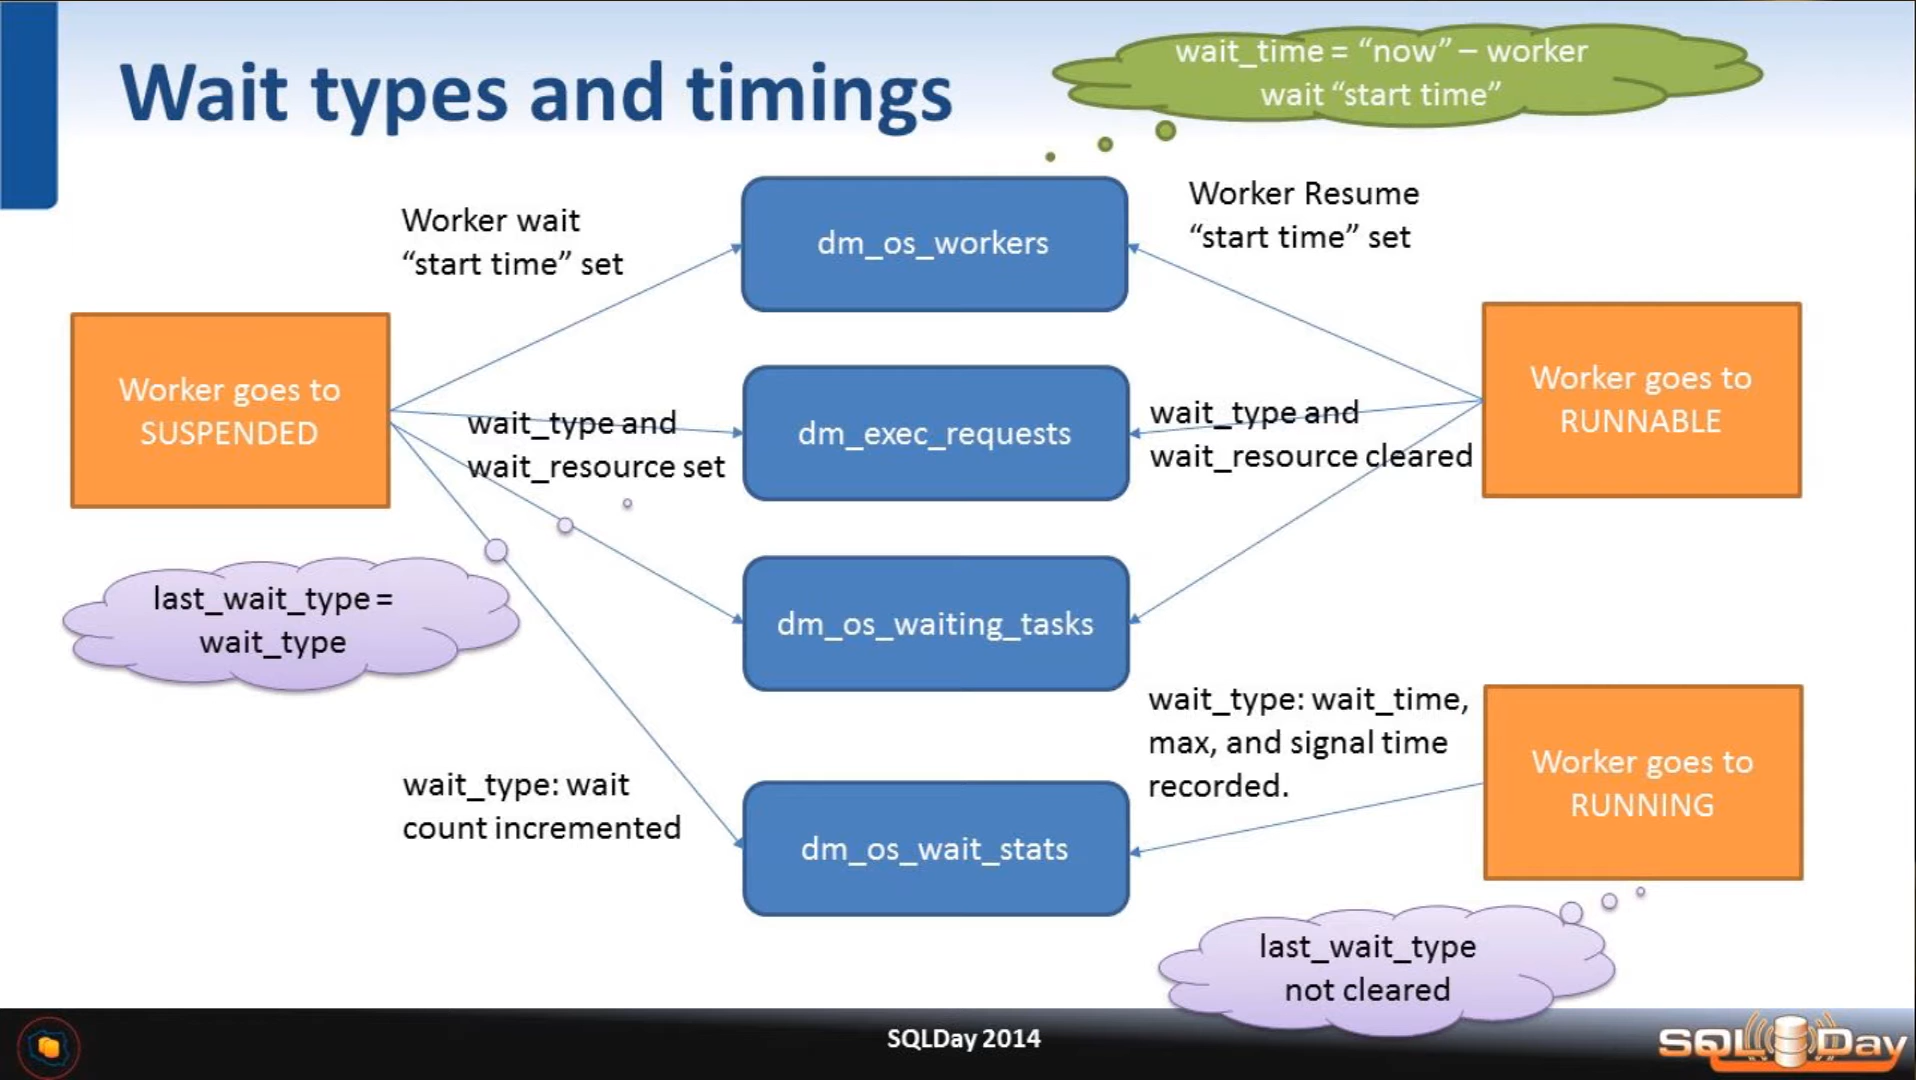 Wait types and timings
wait_time = “now” – worker
wait “start time”
Worker wait
“start time” set
dm_os_workers
Worker Resume
“start time” set
Worker goes to
SUSPENDED
wait_type and
wait_resource set
dm_exec_requests
wait_type and
wait_resource cleared
Worker goes to
RUNNABLE
last_wait_type =
wait_type
dm_os_waiting_tasks
wait_type: wait
count incremented
dm_os_wait_stats
wait_type: wait_time,
max, and signal time
recorded.
Worker goes to
RUNNING
last_wait_type
not cleared
SQLDay 2014
SQLDay